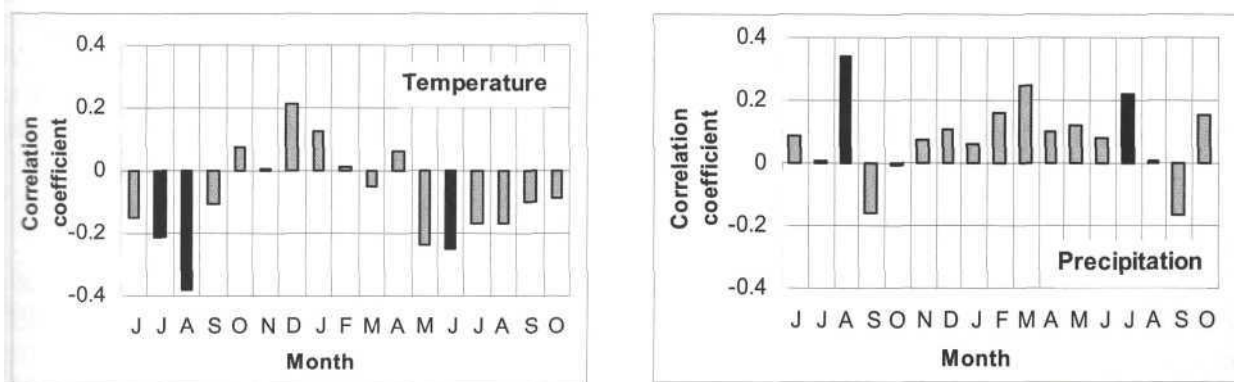 0.4
0.2
0
-0.2
-0.4
Correlation
coefficient
Temperature
J J A S O N D J F M A M J J A S O
Month
0.4
0.2
0
-0.2
-0.4
Correlation
coefficient
Precipitation
J J A S O N D J F M A M J J A S O
Month